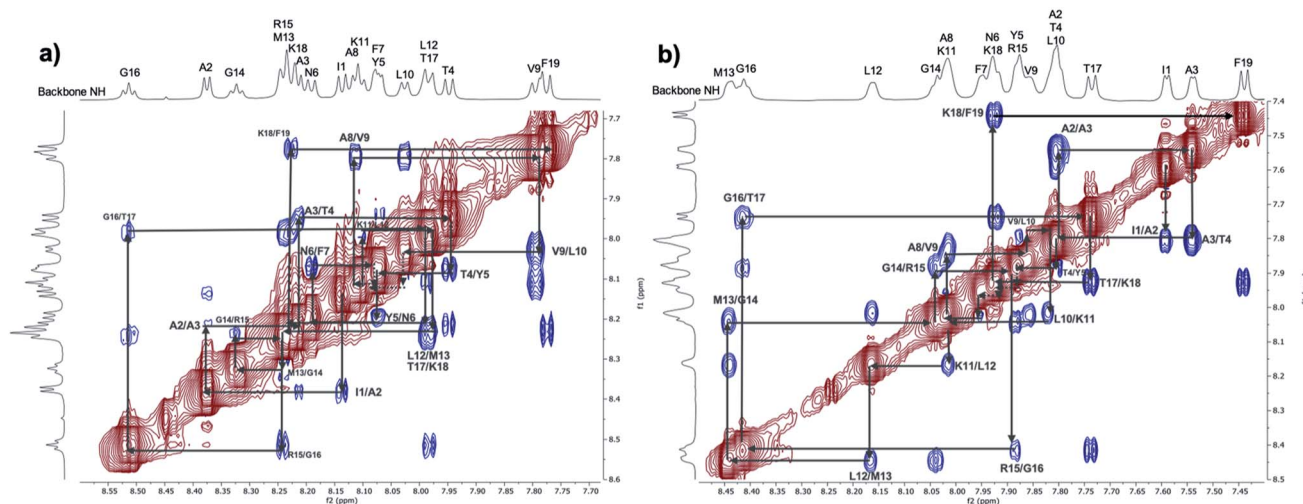 a)
R15
M13
K18
A3
N6
G16
A2
G14
I1
A8
K11
F7
Y5
L10
L12
T17
T4
V9
F19
Backbone NH
K18/F19
A8/V9
G16/T17
A3/T4
K11/
N6/F7
V9/L10
T4/Y5
A2/A3
G14/R15
Y5/N6
M13/G14
L12/M13
T17/K18
I1/A2
R15/G16
7.7
7.8
7.9
8.0
8.1
8.2
8.3
8.4
8.5
8.6
f1 (ppm)
8.55 8.50 8.45 8.40 8.35 8.30 8.25 8.20 8.15 8.10 8.05 8.00 7.95 7.90 7.85 7.80 7.75 7.70
f2 (ppm)
b)
M13
G16
L12
G14
A8
K11
F7
N6
K18
Y5
R15
V9
A2
T4
L10
T17
I1
A3
F19
Backbone NH
K18/F19
A2/A3
G16/T17
V9/L10
I1/A2
A3/T4
A8/V9
G14/R15
T4/Y5
T17/K18
M13/G14
L10/K11
K11/L12
R15/G16
L12/M13
7.4
7.5
7.6
7.7
7.8
7.9
8.0
8.1
8.2
8.3
8.4
8.5
8.45 8.40 8.35 8.30 8.25 8.20 8.15 8.10 8.05 8.00 7.95 7.90 7.85 7.80 7.75 7.70 7.65 7.60 7.55 7.50 7.45
f2 (ppm)